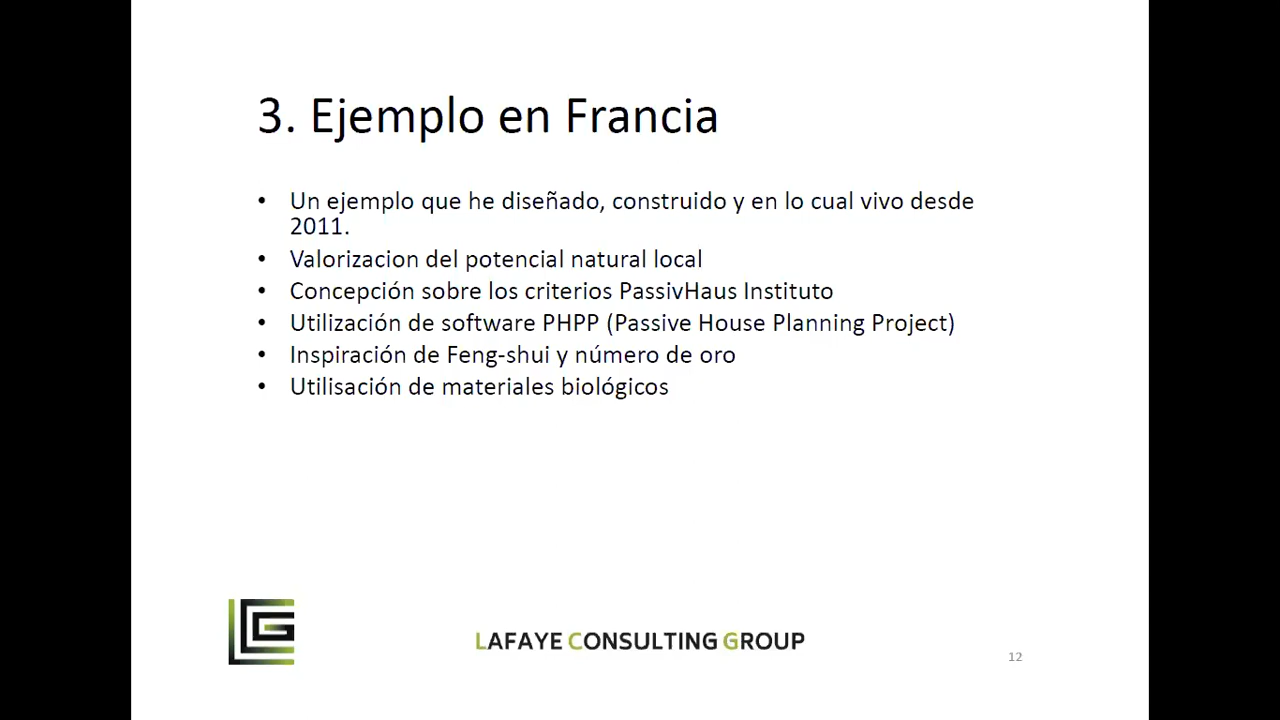 3. Ejemplo en Francia
• Un ejemplo que he diseñado, construido y en lo cual vivo desde
2011.
• Valorizacion del potencial natural local
• Concepción sobre los criterios PassivHaus Instituto
• Utilización de software PHPP (Passive House Planning Project)
• Inspiración de Feng-shui y número de oro
• Utilisación de materiales biológicos
LCG
LAFAYE CONSULTING GROUP
12